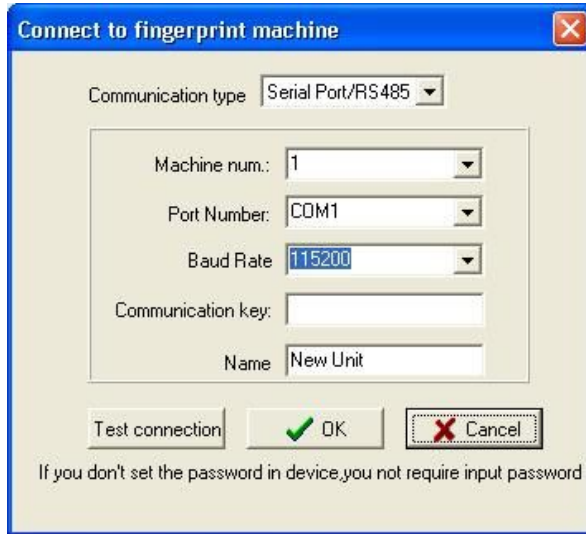 Connect to fingerprint machine
Communication type Serial Port/RS485
Machine num.: 1
Port Number: COM1
Baud Rate 115200
Communication key:
Name New Unit
Test connection OK Cancel
If you don't set the password in device,you not require input password